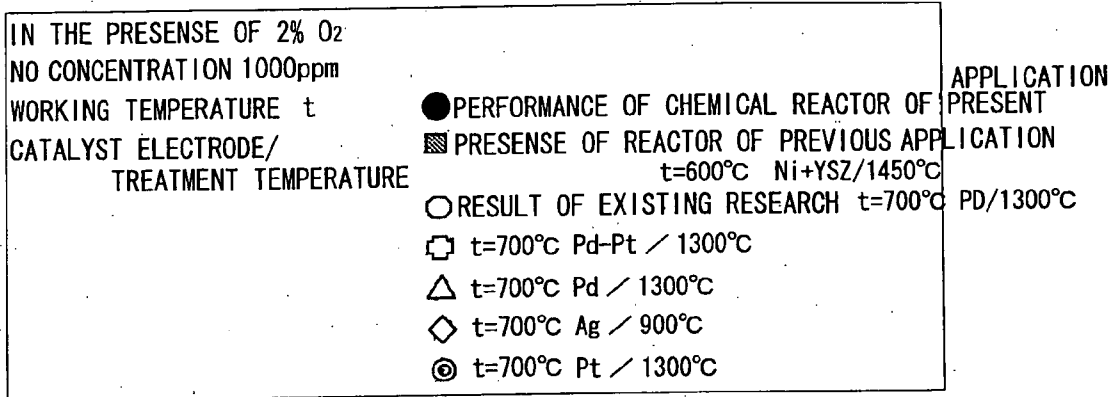 IN THE PRESENSE OF 2% O2
NO CONCENTRATION 1000ppm
APPLICATION
WORKING TEMPERATURE t ●PERFORMANCE OF CHEMICAL REACTOR OF PRESENT
CATALYST ELECTRODE/ ▨ PRESENSE OF REACTOR OF PREVIOUS APPLICATION
TREATMENT TEMPERATURE t=600°C Ni+YSZ/1450°C
○RESULT OF EXISTING RESEARCH t=700°C PD/1300°C
t=700°C Pd-Pt / 1300°C
△ t=700°C Pd / 1300°C
◇ t=700°C Ag / 900°C
◎ t=700°C Pt / 1300°C